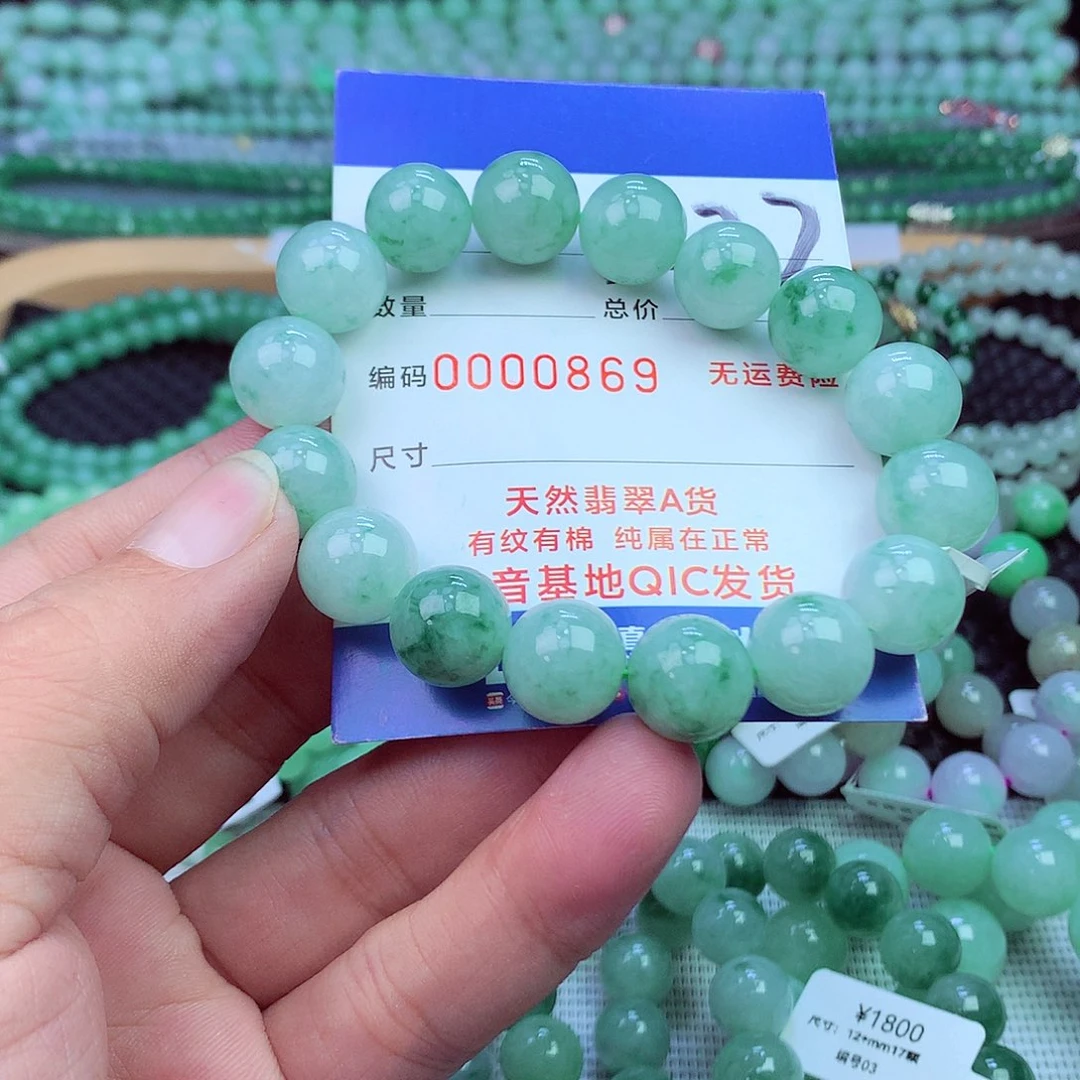 77
数量
总价
编码0000869 无运费险
尺寸
天然翡翠A货
有纹有棉 纯属在正常
音基地QIC发货
¥1800
尺寸：12+mm17颗
编号03